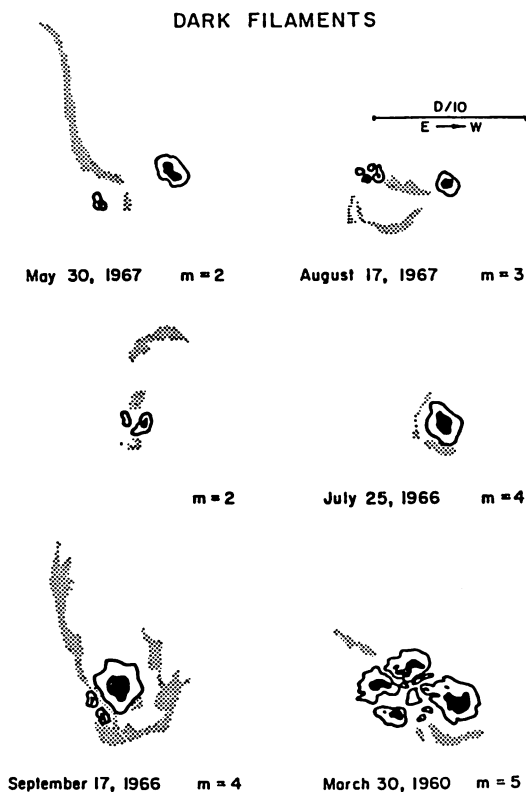 DARK FILAMENTS
D/10
E → W
May 30, 1967 m = 2
August 17, 1967 m = 3
m = 2
July 25, 1966 m = 4
September 17, 1966 m = 4
March 30, 1960 m = 5